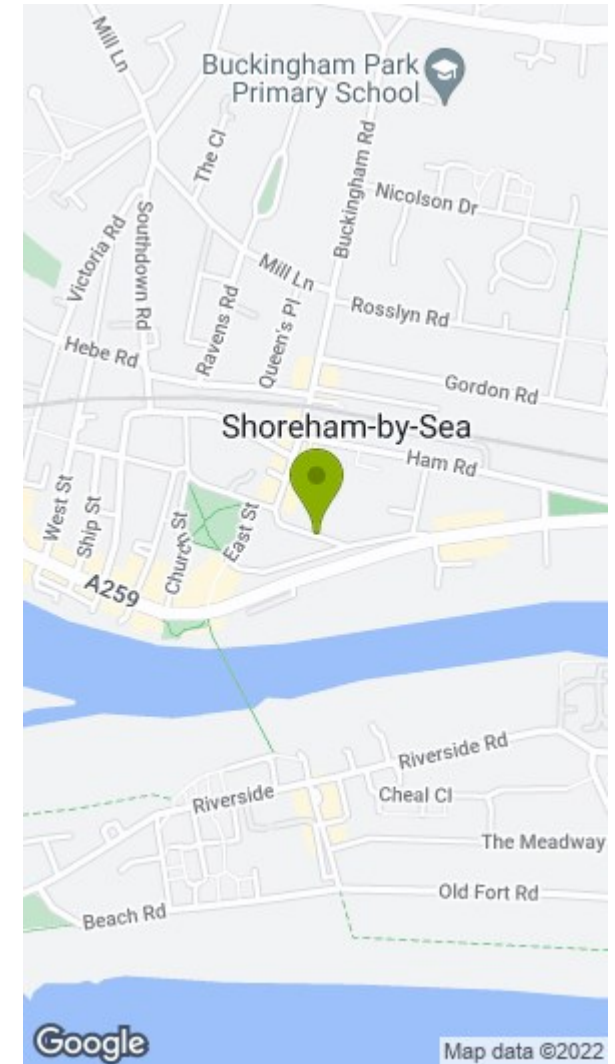 Mill Ln
Buckingham Park
Primary School
The Cl
Buckingham Rd
Nicolson Dr
Victoria Rd
Southdown Rd
Mill Ln
Ravens Rd
Queen's Pl
Rosslyn Rd
Hebe Rd
Gordon Rd
Shoreham-by-Sea
Ham Rd
West St
Ship St
Church St
East St
A259
Riverside Rd
Riverside
Cheal Cl
The Meadway
Old Fort Rd
Beach Rd
Google
Map data ©2022